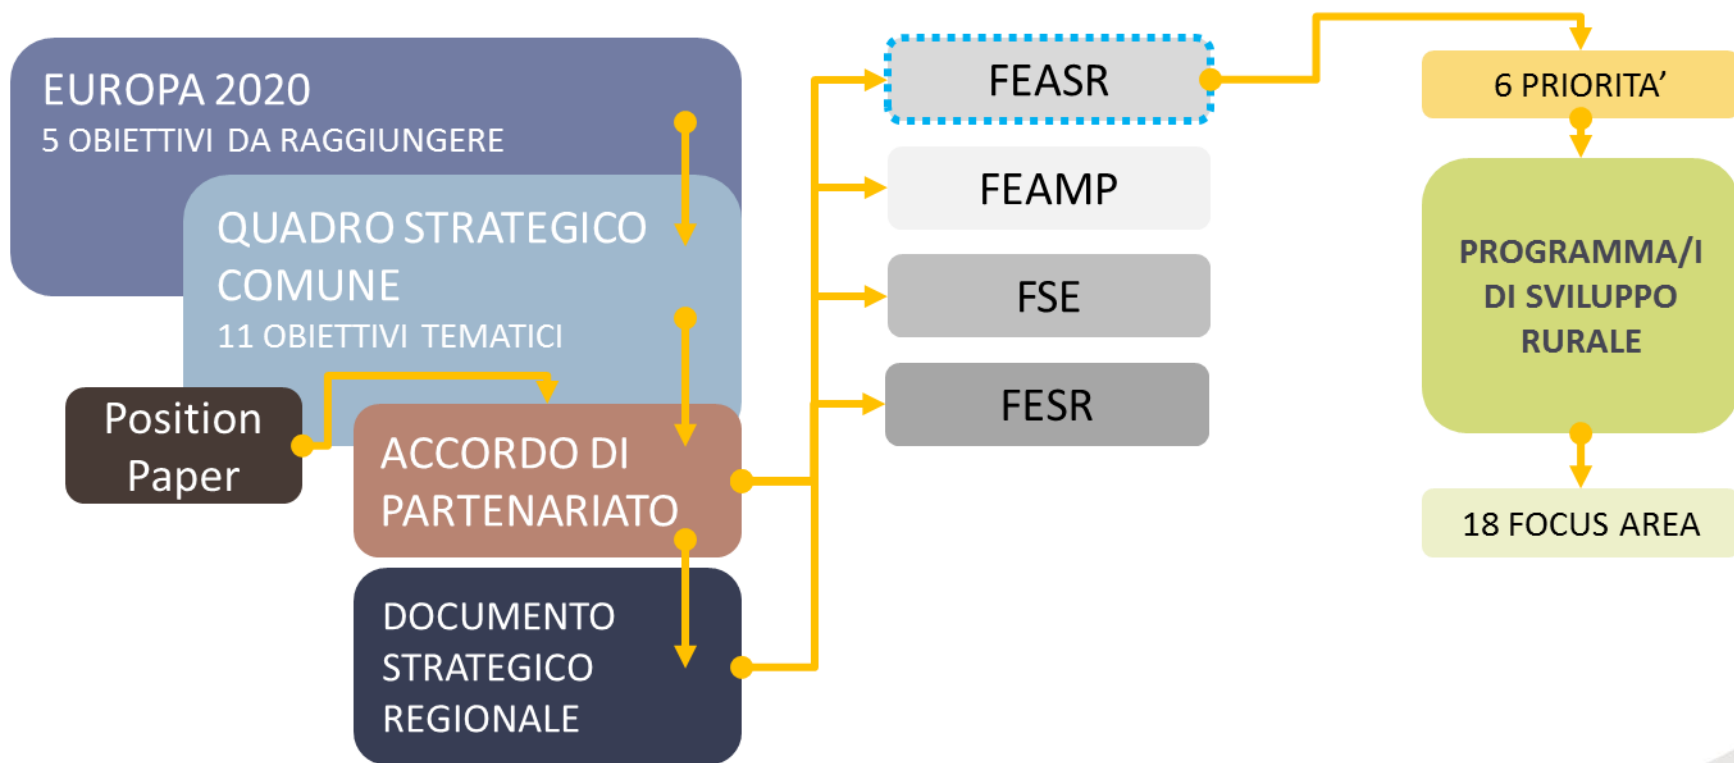 EUROPA 2020
5 OBIETTIVI DA RAGGIUNGERE
QUADRO STRATEGICO
COMUNE
11 OBIETTIVI TEMATICI
Position
Paper
ACCORDO DI
PARTENARIATO
DOCUMENTO
STRATEGICO
REGIONALE
FEASR
FEAMP
FSE
FESR
6 PRIORITA’
PROGRAMMA/I
DI SVILUPPO
RURALE
18 FOCUS AREA